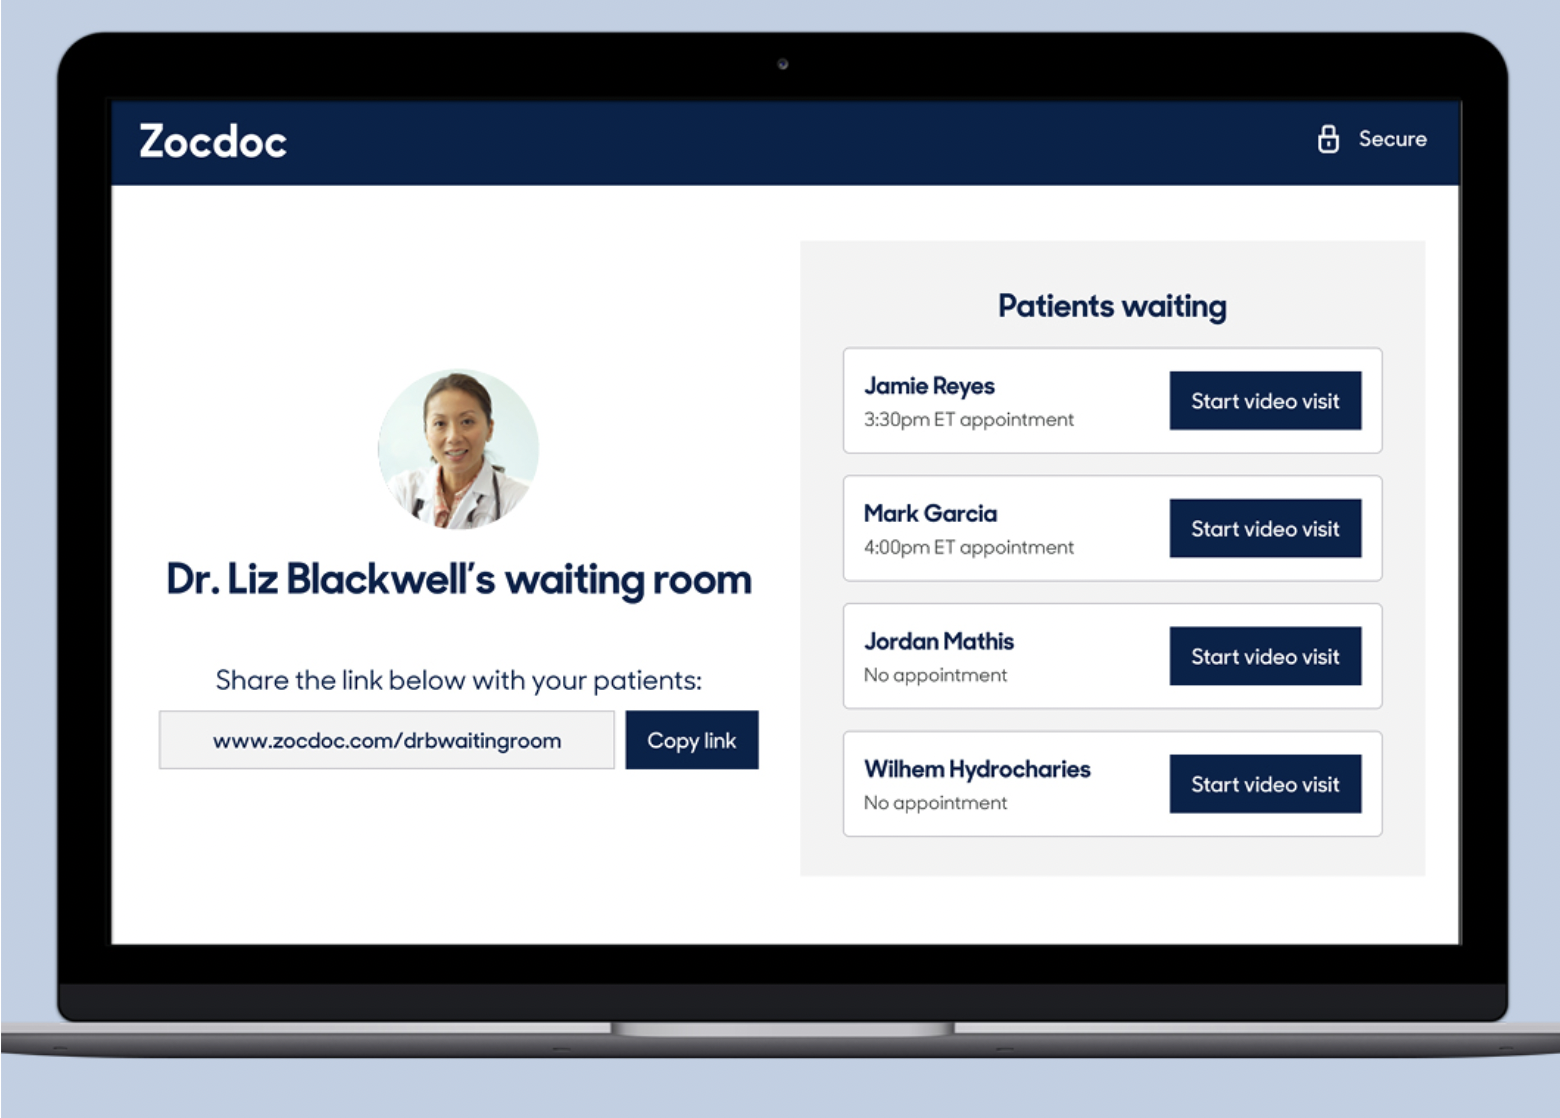 Zocdoc
Secure
Dr. Liz Blackwell's waiting room
Share the link below with your patients:
www.zocdoc.com/drbwaitingroom
Copy link
Patients waiting
Jamie Reyes
3:30pm ET appointment
Start video visit
Mark Garcia
4:00pm ET appointment
Start video visit
Jordan Mathis
No appointment
Start video visit
Wilhem Hydrocharies
No appointment
Start video visit